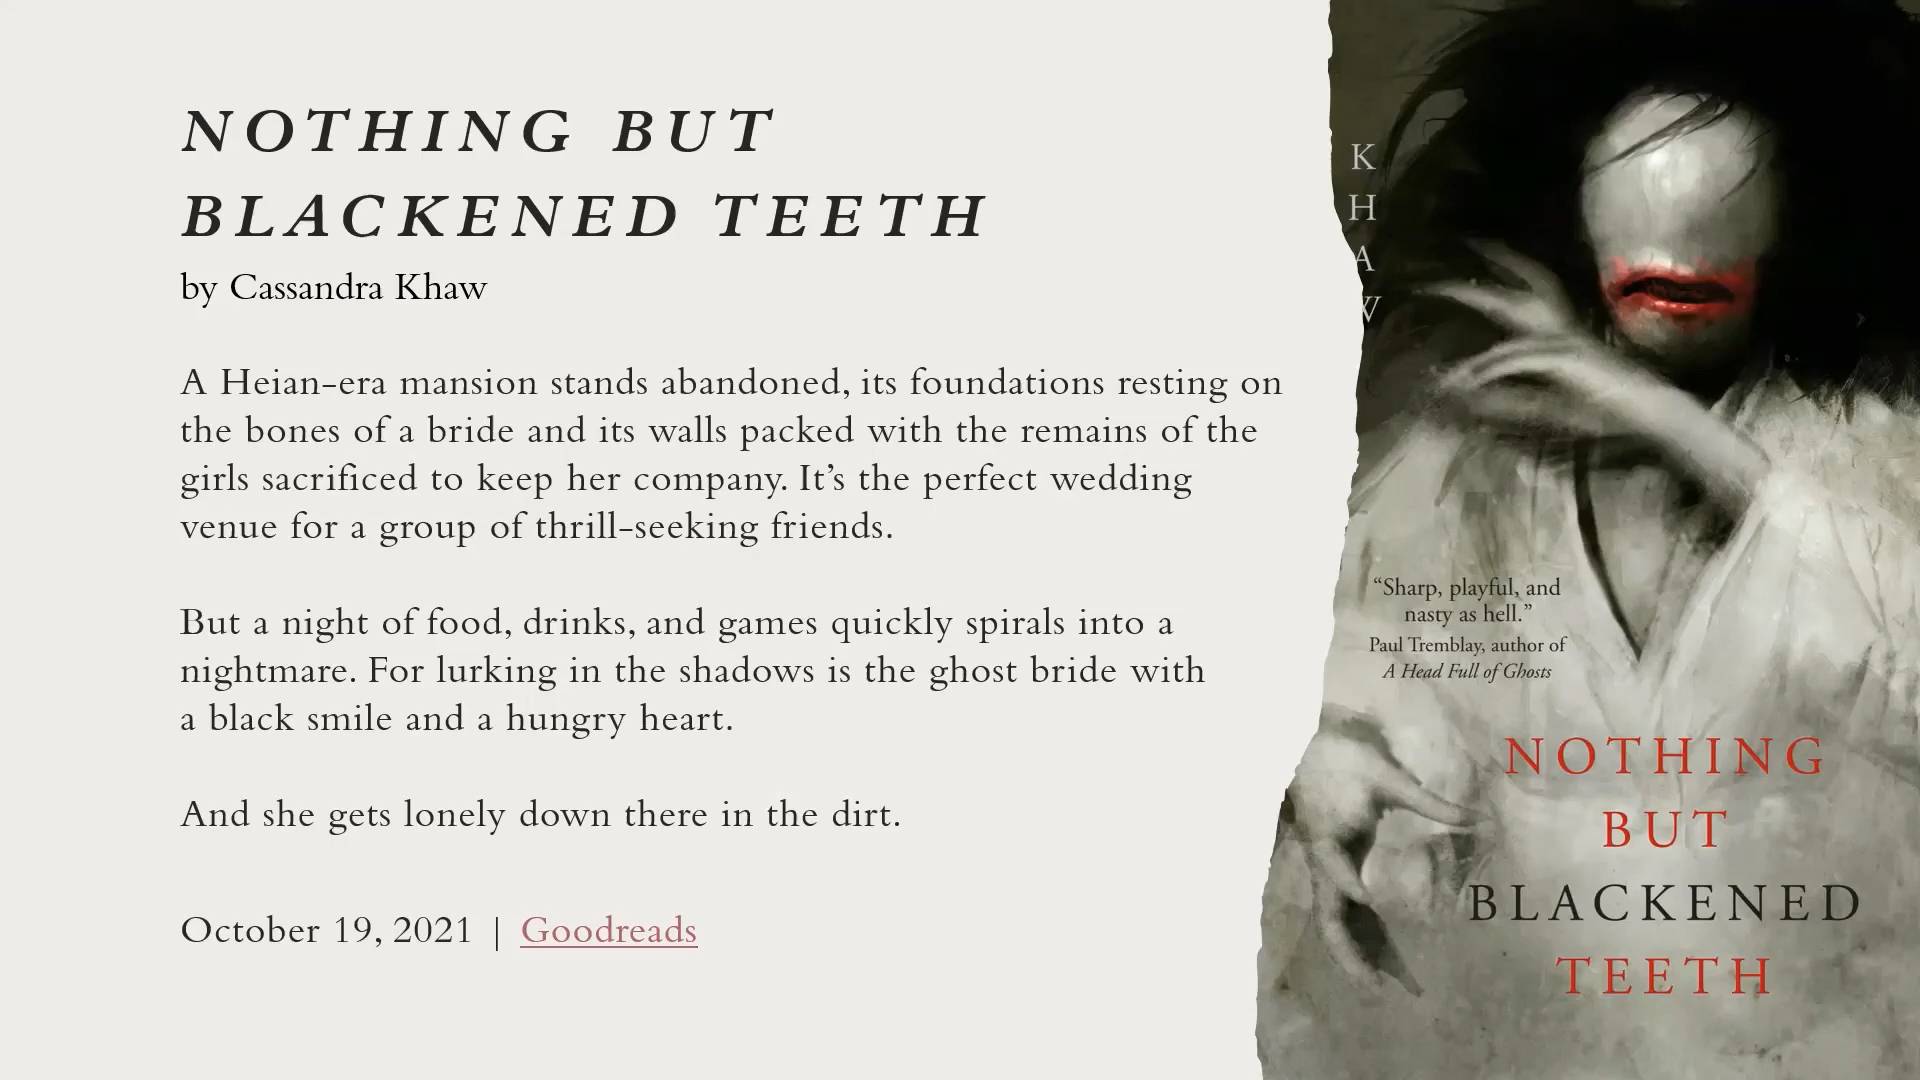 NOTHING BUT
BLACKENED TEETH
by Cassandra Khaw
A Heian-era mansion stands abandoned, its foundations resting on
the bones of a bride and its walls packed with the remains of the
girls sacrificed to keep her company. It’s the perfect wedding
venue for a group of thrill-seeking friends.
But a night of food, drinks, and games quickly spirals into a
nightmare. For lurking in the shadows is the ghost bride with
a black smile and a hungry heart.
And she gets lonely down there in the dirt.
October 19, 2021 | Goodreads
K
H
A
W
“Sharp, playful, and
nasty as hell.”
Paul Tremblay, author of
A Head Full of Ghosts
NOTHING
BUT
BLACKENED
TEETH